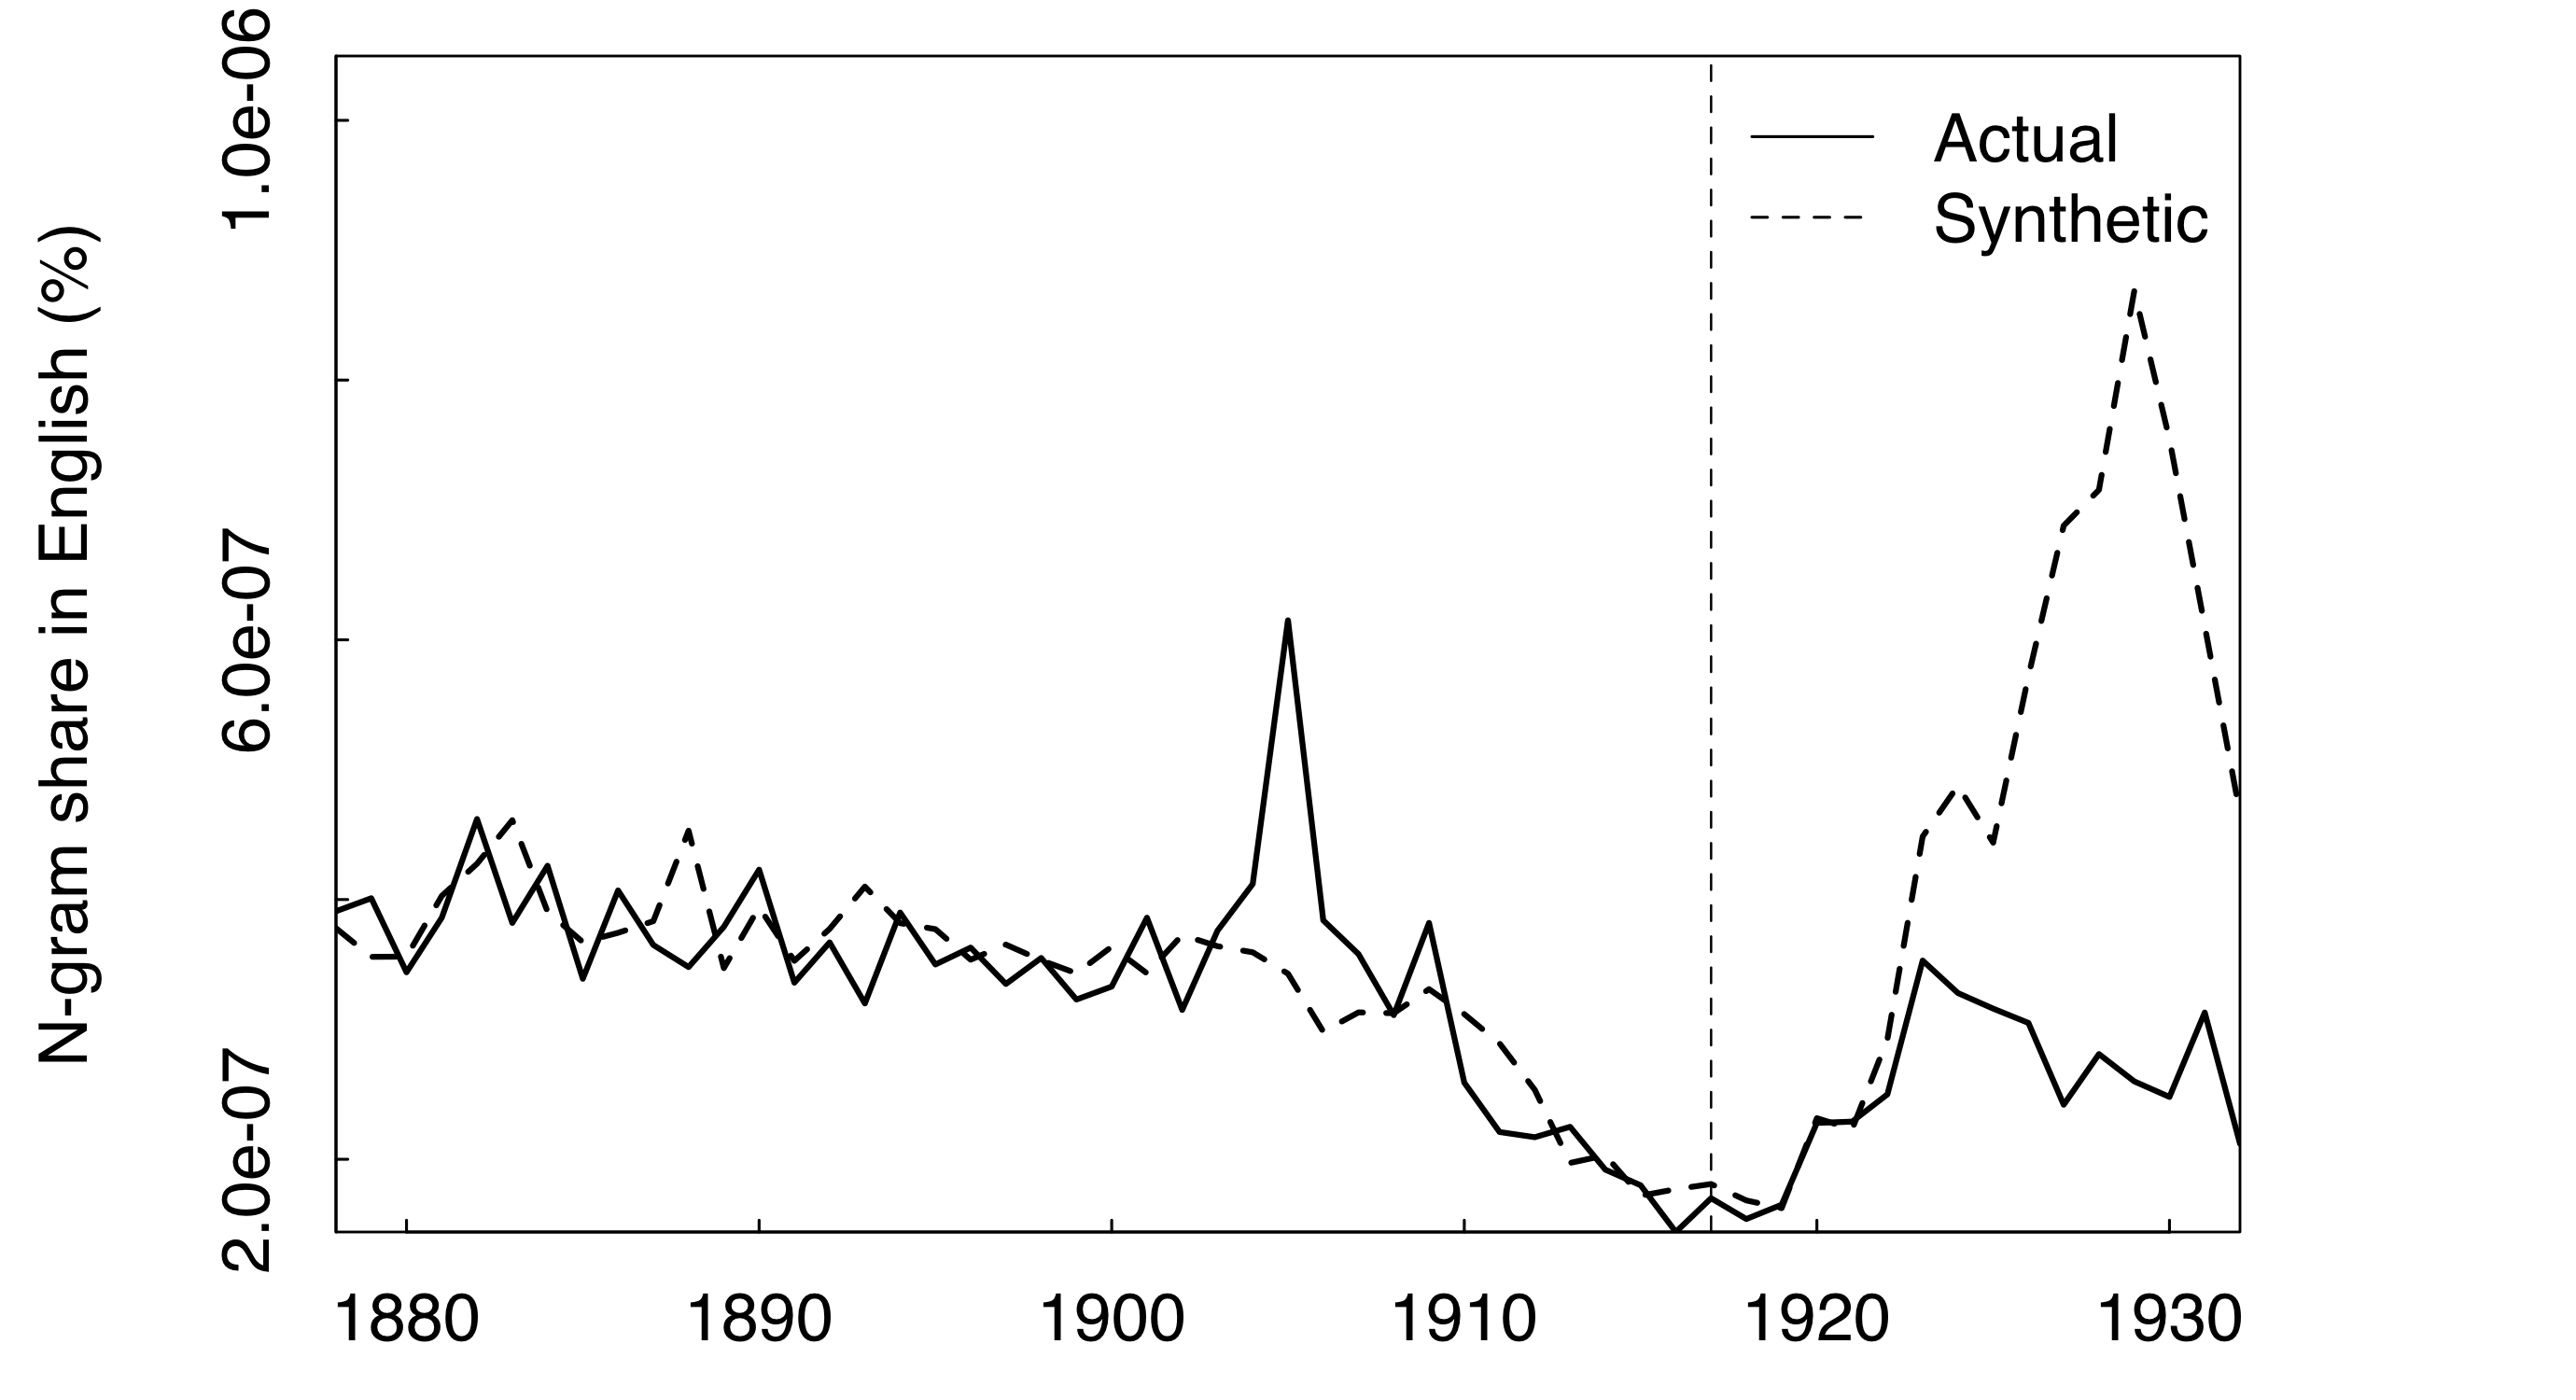 N-gram share in English (%)
1.0e-06
6.0e-07
2.0e-07
Actual
Synthetic
1880 1890 1900 1910 1920 1930